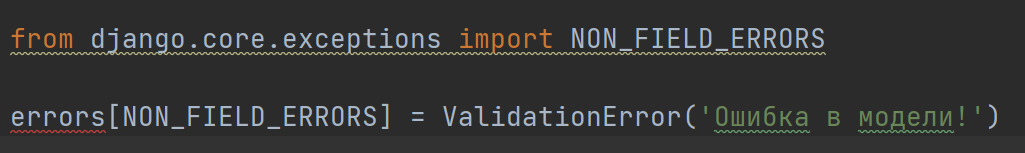 from django.core.exceptions import NON_FIELD_ERRORS
errors[NON_FIELD_ERRORS] = ValidationError('Ошибка в модели!')